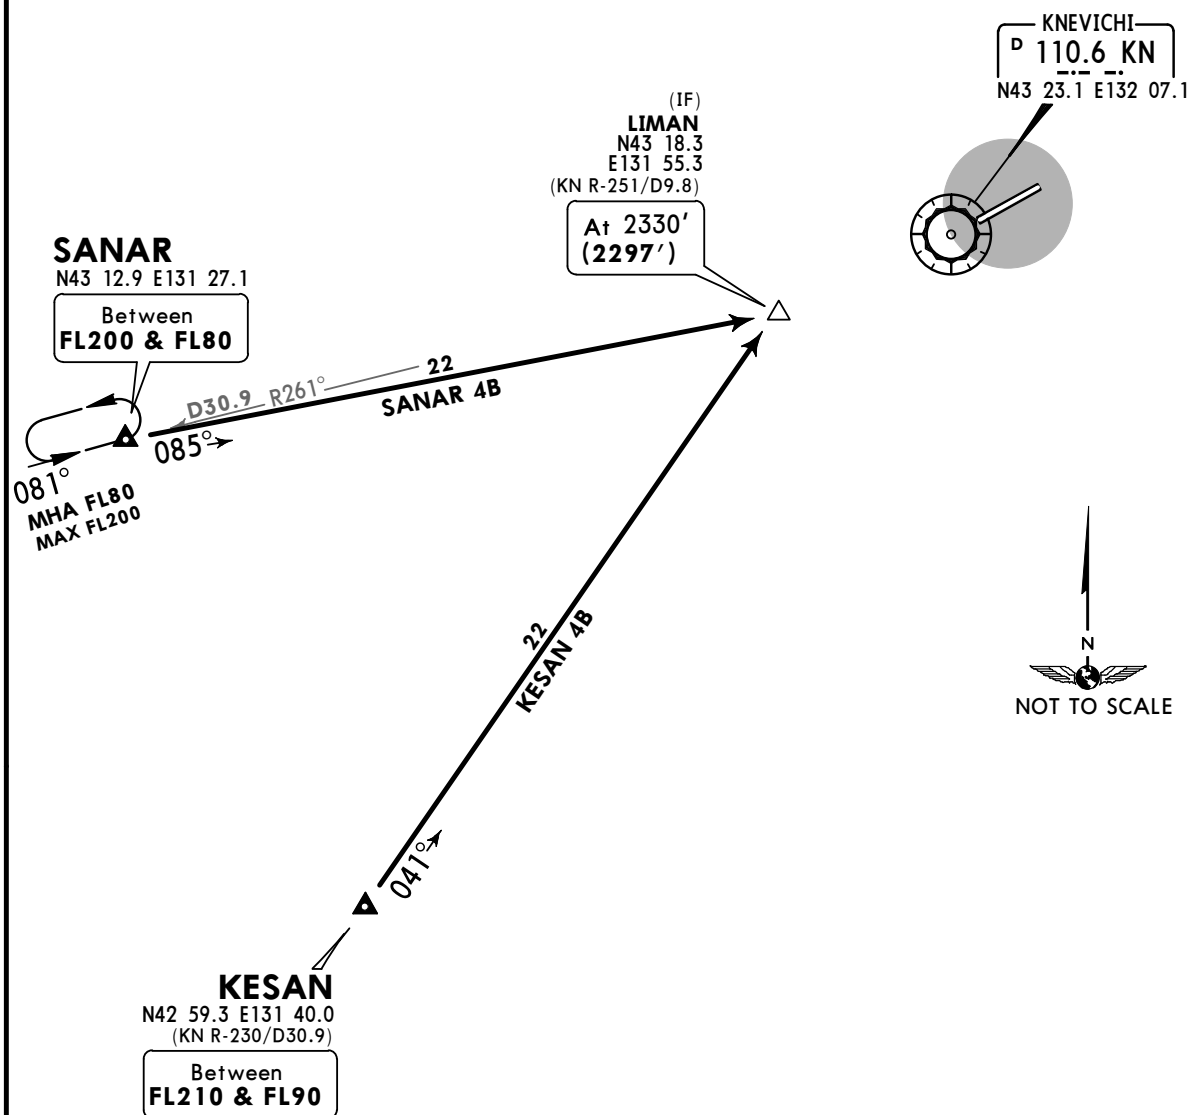 KNEVICHI
D 110.6 KN
N43 23.1 E132 07.1
(IF)
LIMAN
N43 18.3
E131 55.3
(KN R-251/D9.8)
At 2330'
(2297')
SANAR
N43 12.9 E131 27.1
Between
FL200 & FL80
22
SANAR 4B
D30.9 R261°
085°
081°
MHA FL80
MAX FL200
22
KESAN 4B
041°
N
NOT TO SCALE
KESAN
N42 59.3 E131 40.0
(KN R-230/D30.9)
Between
FL210 & FL90